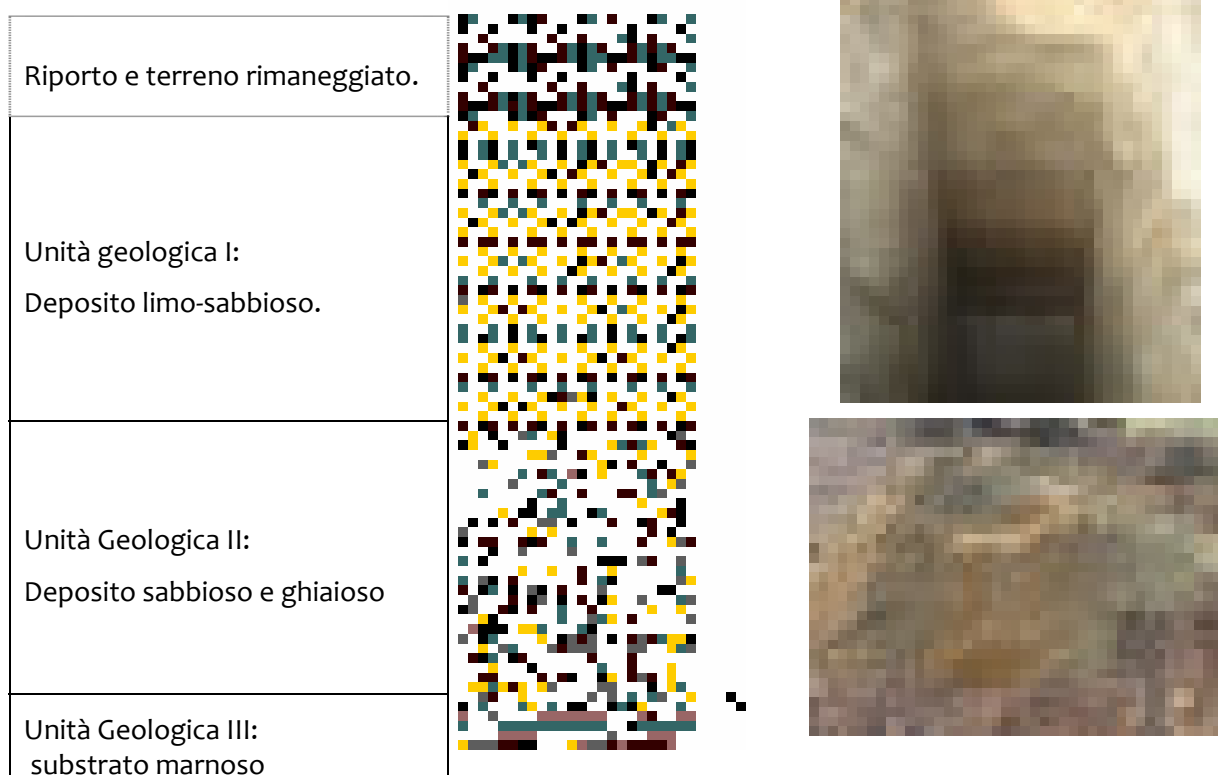 Riporto e terreno rimaneggiato.
Unità geologica I:
Deposito limo-sabbioso.
Unità Geologica II:
Deposito sabbioso e ghiaioso
Unità Geologica III:
substrato marnoso